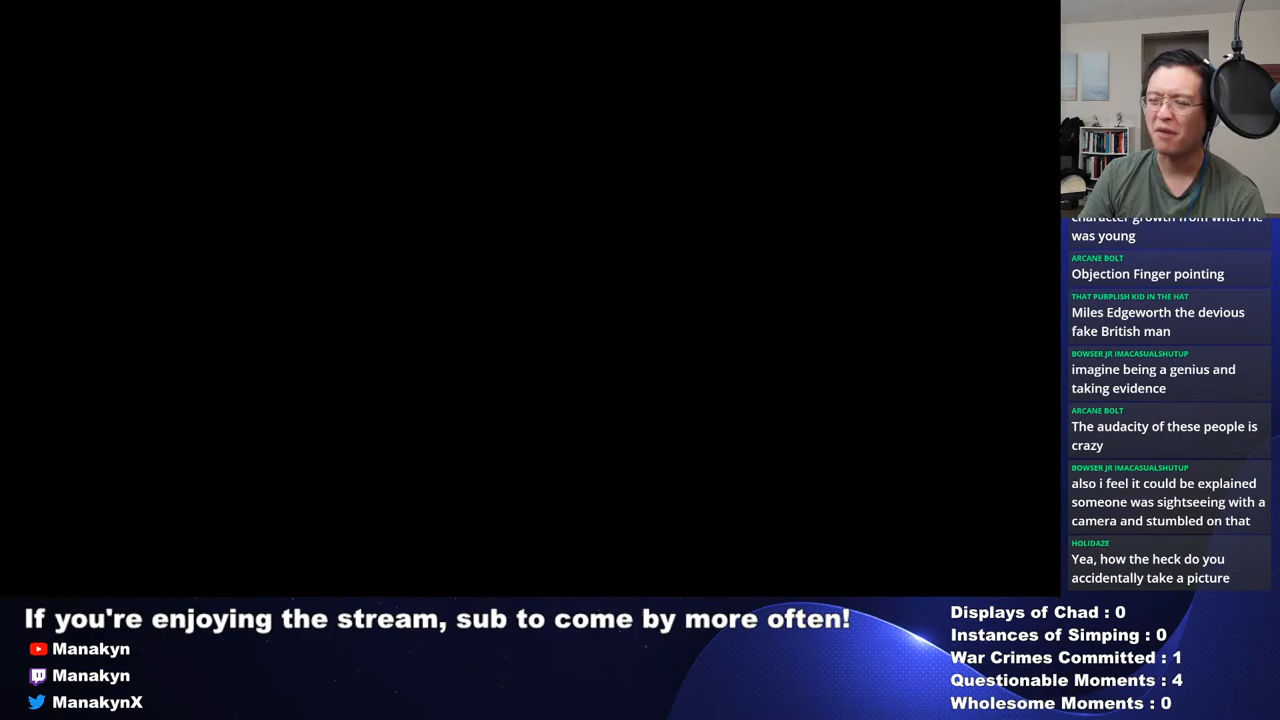 character growth from when he
was young
ARCANE BOLT
Objection Finger pointing
THAT PURPLISH KID IN THE HAT
Miles Edgeworth the devious
fake British man
BOWSER JR IMACASUALSHUTUP
imagine being a genius and
taking evidence
ARCANE BOLT
The audacity of these people is
crazy
BOWSER JR IMACASUALSHUTUP
also i feel it could be explained
someone was sightseeing with a
camera and stumbled on that
HOLIDAZE
Yea, how the heck do you
accidentally take a picture
If you're enjoying the stream, sub to come by more often!
Manakyn
Manakyn
ManakynX
Displays of Chad : 0
Instances of Simping : 0
War Crimes Committed : 1
Questionable Moments : 4
Wholesome Moments : 0